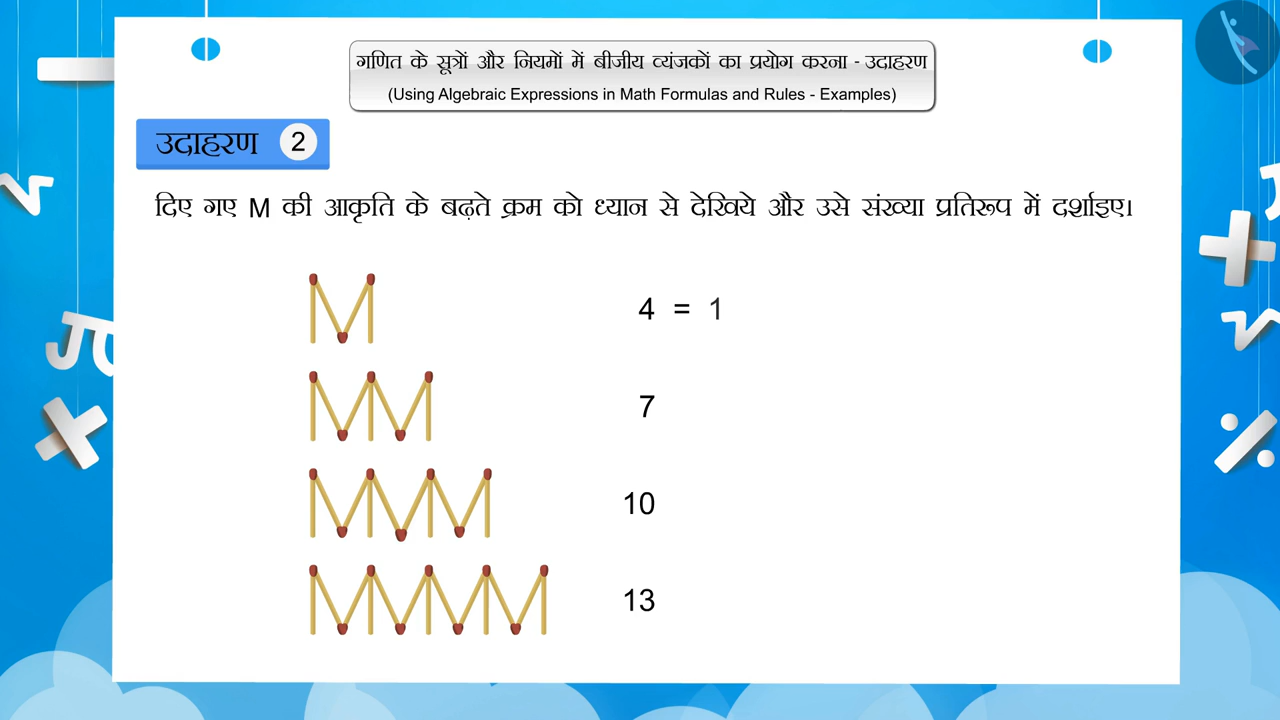 गणित के सूत्रों और नियमों में बीजीय व्यंजकों का प्रयोग करना - उदाहरण
(Using Algebraic Expressions in Math Formulas and Rules - Examples)
उदाहरण 2
दिए गए M की आकृति के बढ़ते क्रम को ध्यान से देखिये और उसे संख्या प्रतिरूप में दर्शाइए।
4 = 1
7
10
13